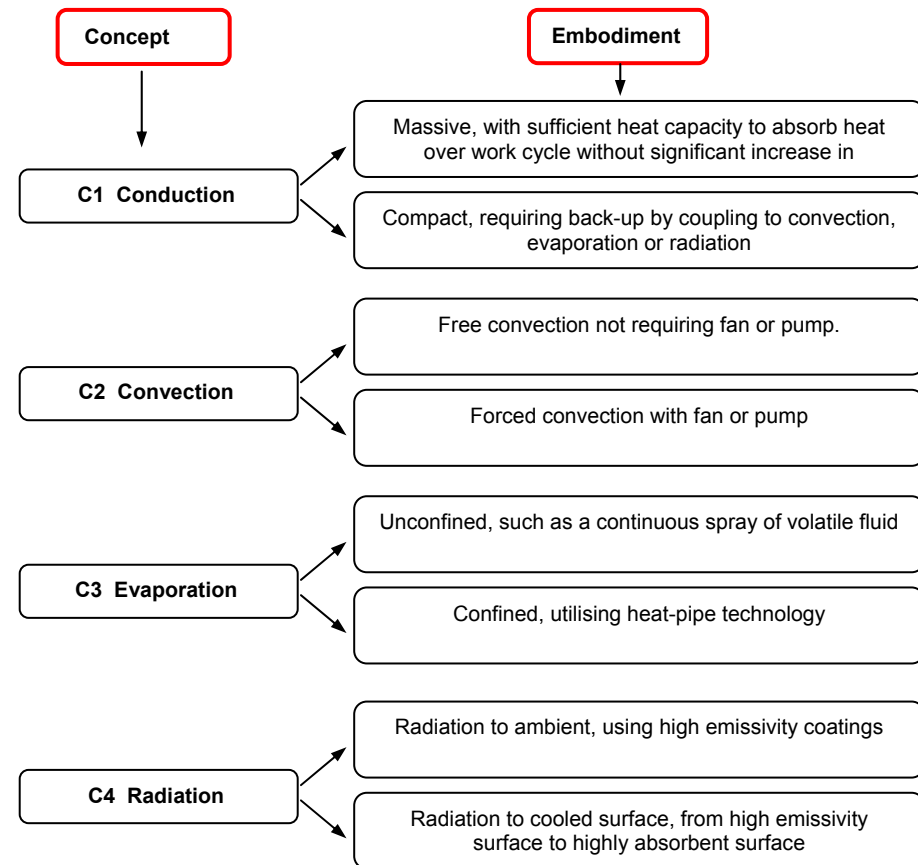 Concept
Embodiment
Massive, with sufficient heat capacity to absorb heat
over work cycle without significant increase in
C1 Conduction
Compact, requiring back-up by coupling to convection,
evaporation or radiation
Free convection not requiring fan or pump.
C2 Convection
Forced convection with fan or pump
Unconfined, such as a continuous spray of volatile fluid
C3 Evaporation
Confined, utilising heat-pipe technology
Radiation to ambient, using high emissivity coatings
C4 Radiation
Radiation to cooled surface, from high emissivity
surface to highly absorbent surface